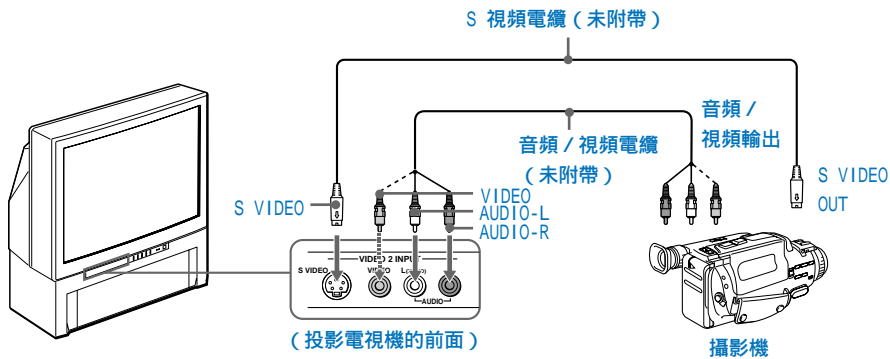 S 視頻電纜(未附帶)
音頻/
視頻輸出
音頻/視頻電纜
(未附帶)
S VIDEO
OUT
S VIDEO
VIDEO
AUDIO-L
AUDIO-R
VIDEO 2 INPUT
S VIDEO
VIDEO
L(MONO)
AUDIO
(投影電視機的前面)
攝影機